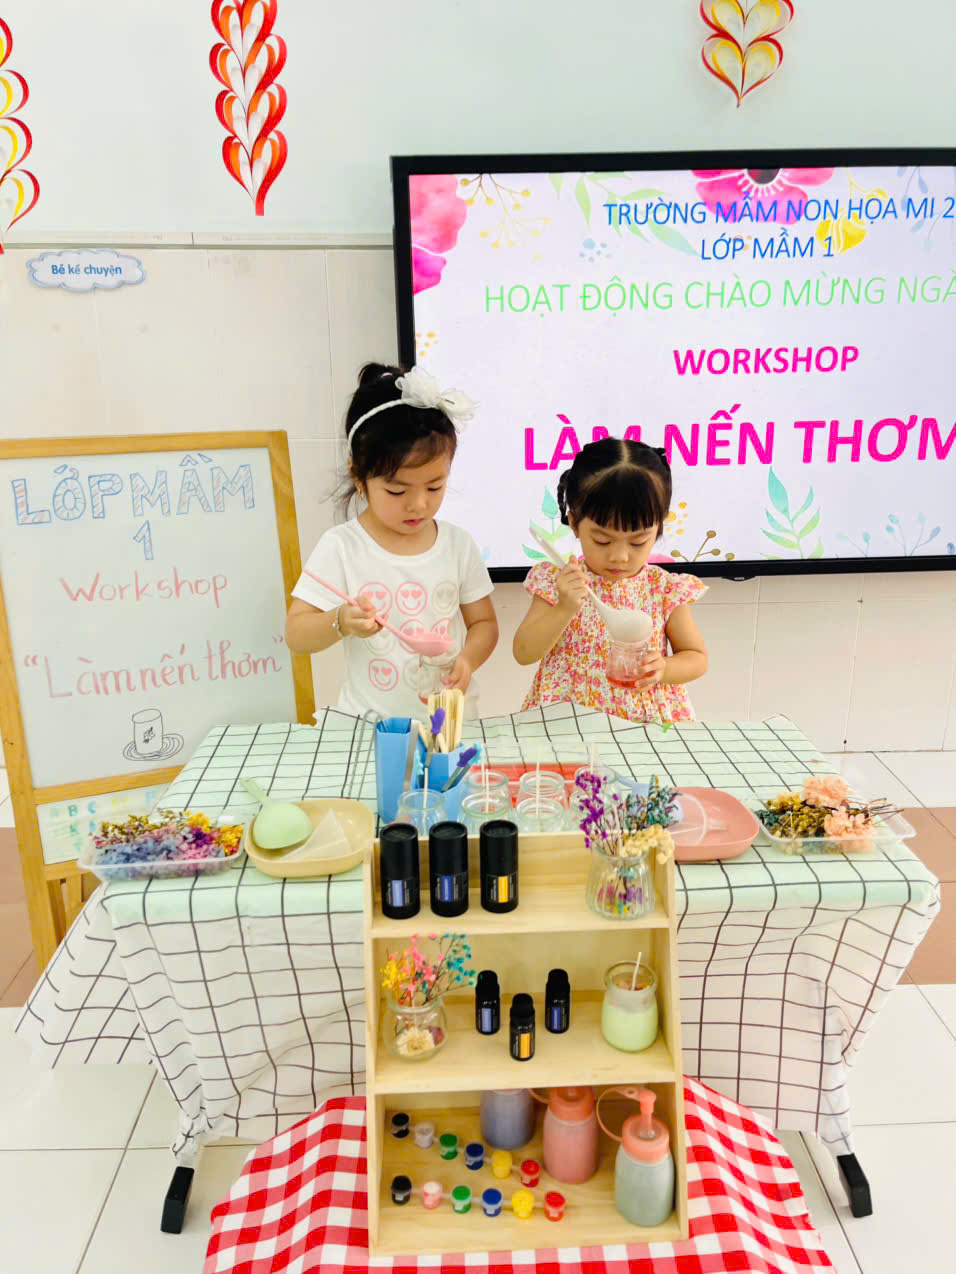 TRƯỜNG MẦM NON HỌA MI 2
LỚP MẦM 1
HOẠT ĐỘNG CHÀO MỪNG NGÀ
WORKSHOP
LÀM NẾN THƠM
Bé kể chuyện
LỚP MẦM
1
Workshop
"Làm nến thơm"
A B C